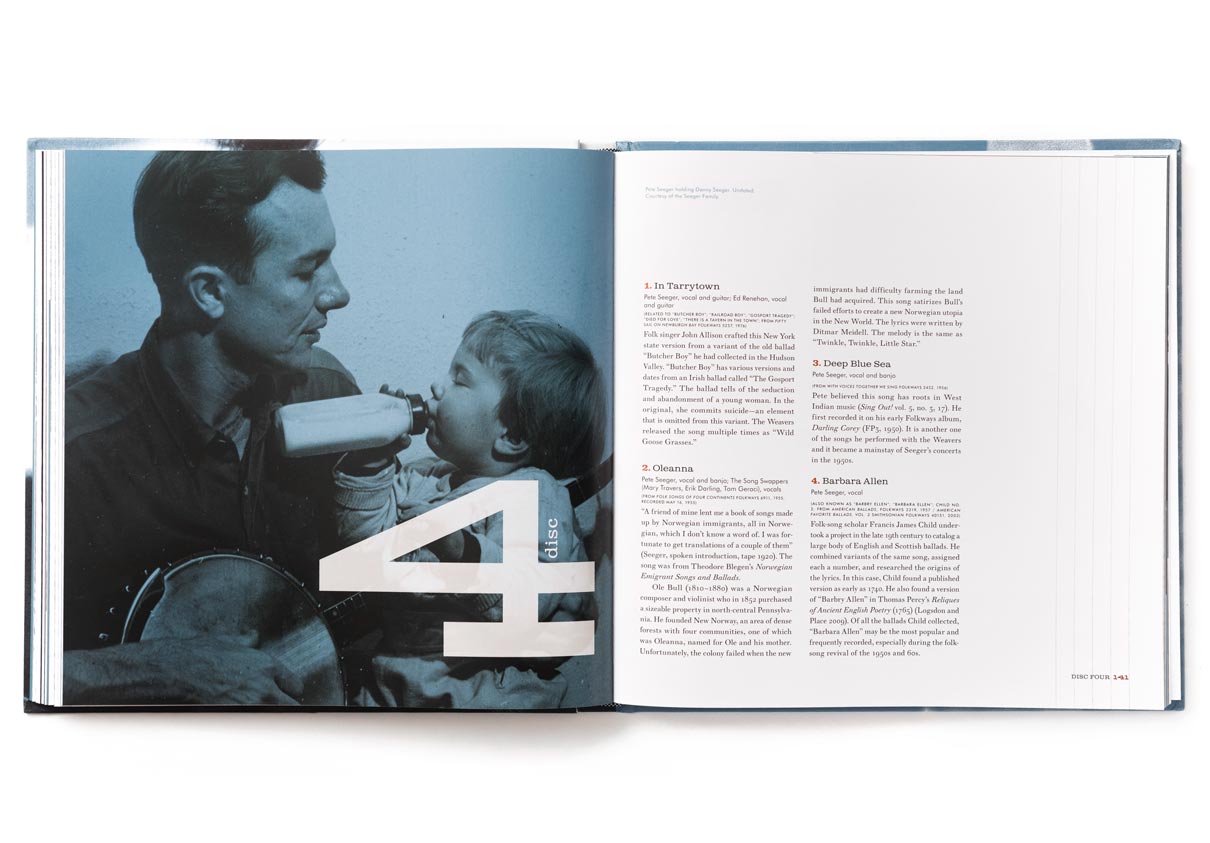 4
disc
Pete Seeger holding Danny Seeger. Undated.
Courtesy of the Seeger Family.
1. In Tarrytown
Pete Seeger, vocal and guitar; Ed Renehan, vocal
and guitar
(RELATED TO "BUTCHER BOY"; "RAILROAD BOY"; "GOSPORT TRAGEDY";
"DIED FOR LOVE"; "THERE IS A TAVERN IN THE TOWN"; FROM FIFTY
SAIL ON NEWBURGH BAY FOLKWAYS 5257, 1976)
Folk singer John Allison crafted this New York
state version from a variant of the old ballad
"Butcher Boy" he had collected in the Hudson
Valley. "Butcher Boy" has various versions and
dates from an Irish ballad called "The Gosport
Tragedy." The ballad tells of the seduction
and abandonment of a young woman. In the
original, she commits suicide—an element
that is omitted from this variant. The Weavers
released the song multiple times as "Wild
Goose Grasses."
2. Oleanna
Pete Seeger, vocal and banjo; The Song Swappers
(Mary Travers, Erik Darling, Tom Geraci), vocals
(FROM FOLK SONGS OF FOUR CONTINENTS FOLKWAYS 6911, 1955;
RECORDED MAY 16, 1955)
"A friend of mine lent me a book of songs made
up by Norwegian immigrants, all in Norwe-
gian, which I don't know a word of. I was for-
tunate to get translations of a couple of them"
(Seeger, spoken introduction, tape 1920). The
song was from Theodore Blegen's Norwegian
Emigrant Songs and Ballads.
Ole Bull (1810–1880) was a Norwegian
composer and violinist who in 1852 purchased
a sizeable property in north-central Pennsylva-
nia. He founded New Norway, an area of dense
forests with four communities, one of which
was Oleanna, named for Ole and his mother.
Unfortunately, the colony failed when the new
immigrants had difficulty farming the land
Bull had acquired. This song satirizes Bull's
failed efforts to create a new Norwegian utopia
in the New World. The lyrics were written by
Ditmar Meidell. The melody is the same as
"Twinkle, Twinkle, Little Star."
3. Deep Blue Sea
Pete Seeger, vocal and banjo
(FROM WITH VOICES TOGETHER WE SING FOLKWAYS 2452, 1956)
Pete believed this song has roots in West
Indian music (Sing Out! vol. 5, no. 3, 17). He
first recorded it on his early Folkways album,
Darling Corey (FP3, 1950). It is another one
of the songs he performed with the Weavers
and it became a mainstay of Seeger's concerts
in the 1950s.
4. Barbara Allen
Pete Seeger, vocal
(ALSO KNOWN AS "BARBRY ELLEN", "BARBARA ELLEN", CHILD NO.
FROM AMERICAN BALLADS, FOLKWAYS 2319, 1957 / AMERICAN
FAVORITE BALLADS, VOL. 2 SMITHSONIAN FOLKWAYS 40151, 2002)
Folk-song scholar Francis James Child under-
took a project in the late 19th century to catalog a
large body of English and Scottish ballads. He
combined variants of the same song, assigned
each a number, and researched the origins of
the lyrics. In this case, Child found a published
version as early as 1740. He also found a version
of "Barbry Allen" in Thomas Percy's Reliques
of Ancient English Poetry (1765) (Logsdon and
Place 2009). Of all the ballads Child collected,
"Barbara Allen" may be the most popular and
frequently recorded, especially during the folk-
song revival of the 1950s and 60s.
DISC FOUR 141